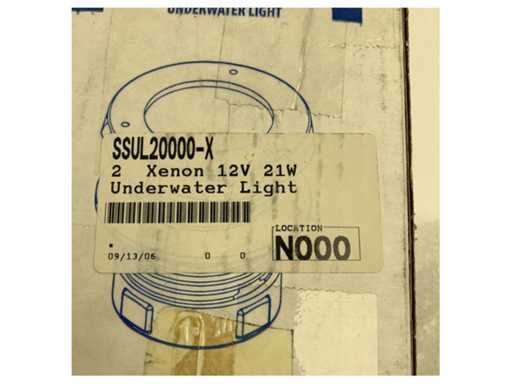 UNDERWATER LIGHT
SSUL20000-X
2 Xenon 12V 21W
Underwater Light
LOCATION
N000
09/13/06 0 0